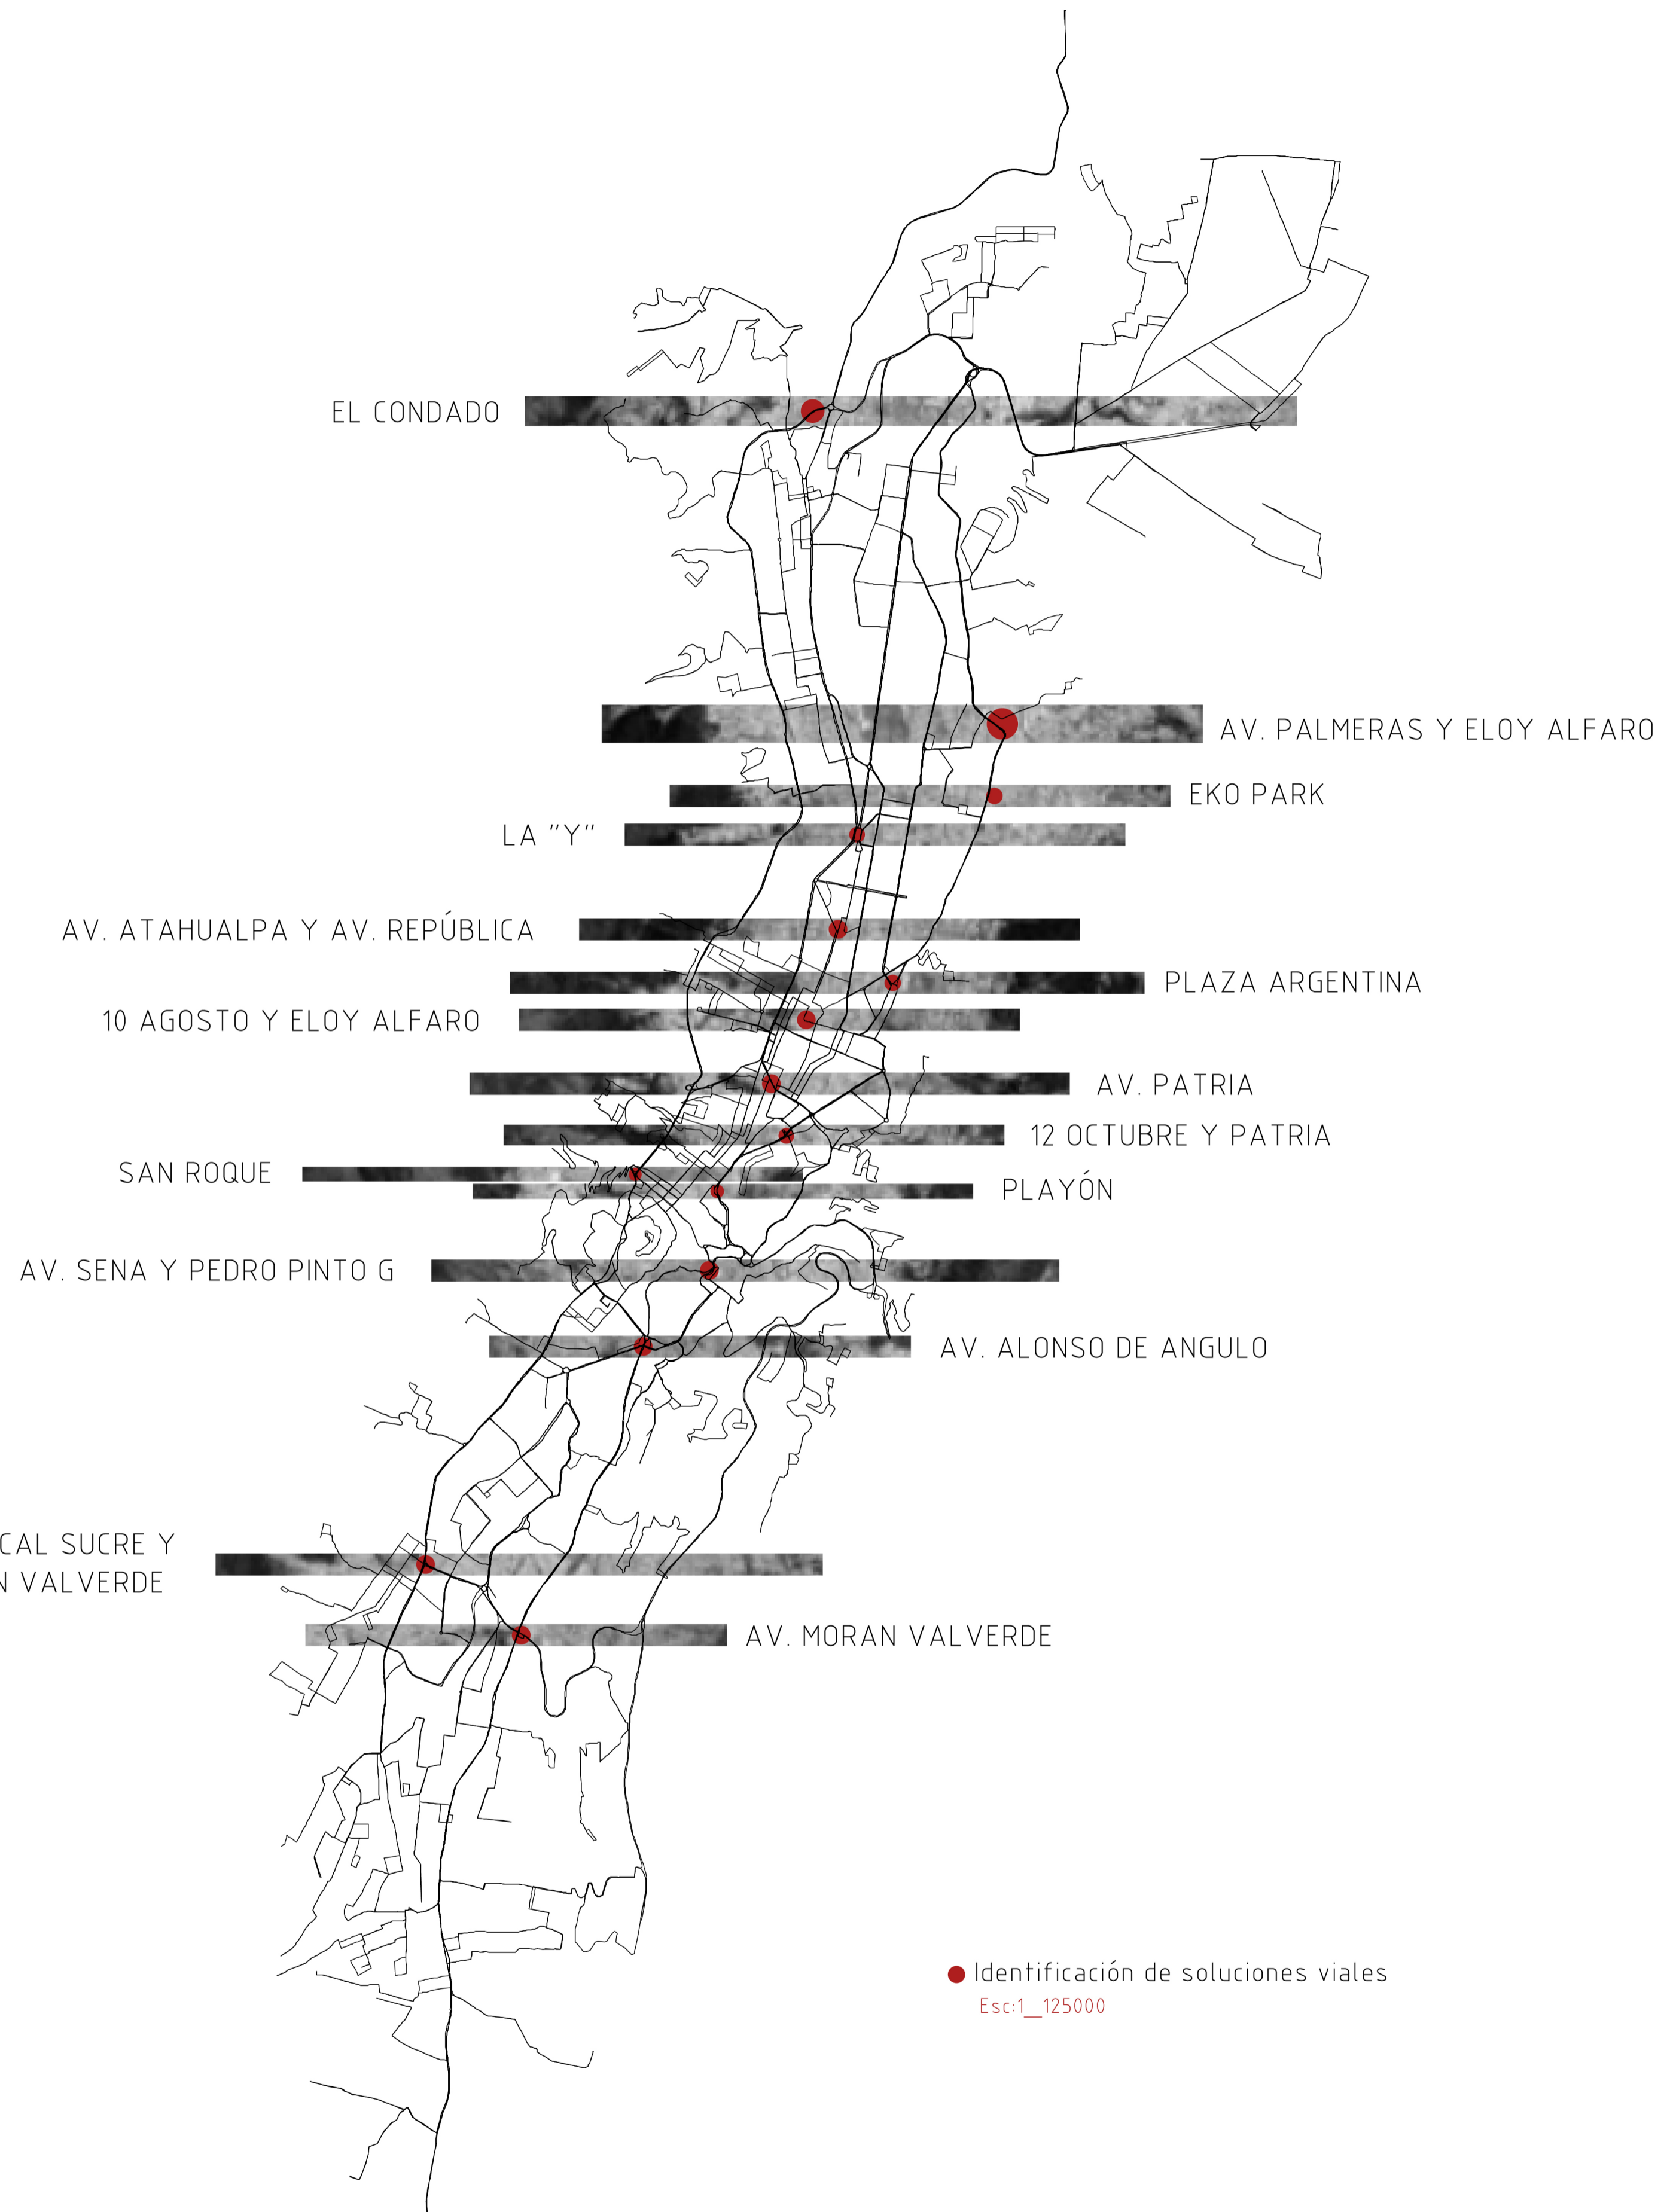 EL CONDADO
AV. PALMERAS Y ELOY ALFARO
EKO PARK
LA "Y"
AV. ATAHUALPA Y AV. REPÚBLICA
PLAZA ARGENTINA
10 AGOSTO Y ELOY ALFARO
AV. PATRIA
12 OCTUBRE Y PATRIA
SAN ROQUE
PLAYÓN
AV. SENA Y PEDRO PINTO G
AV. ALONSO DE ANGULO
CAL SUCRE Y
N VALVERDE
AV. MORAN VALVERDE
Identificación de soluciones viales
Esc:1_125000